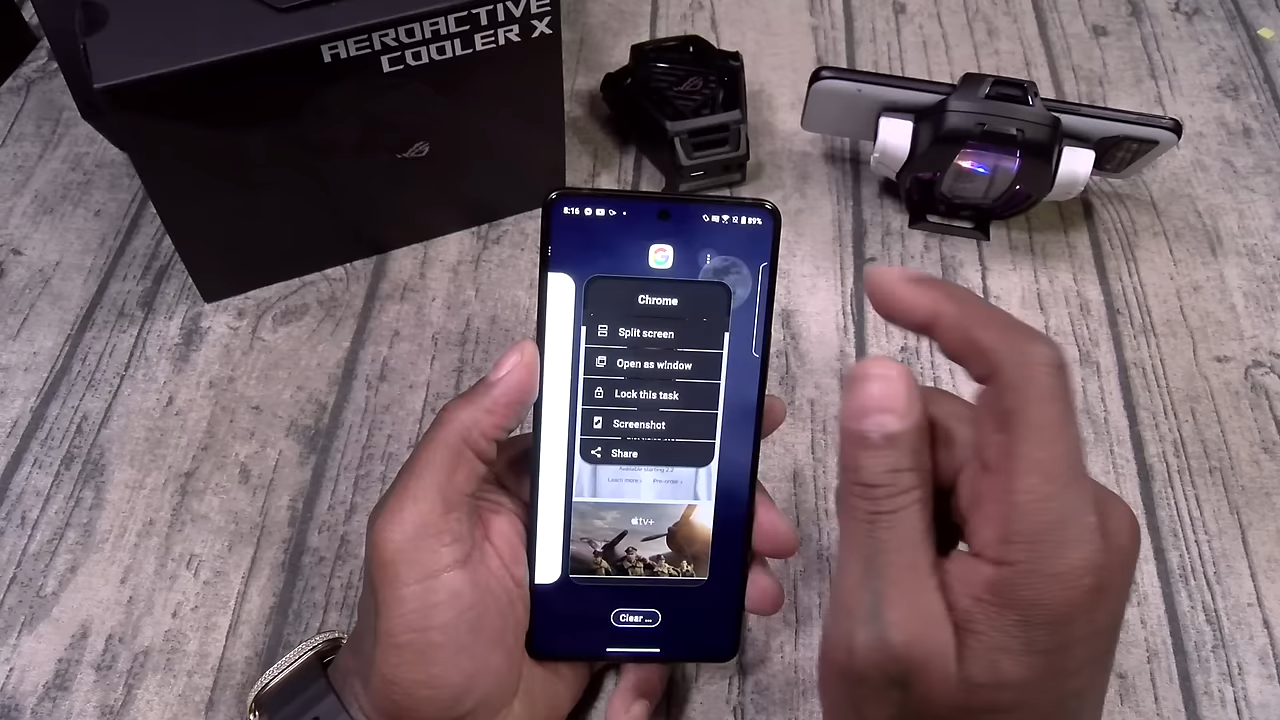 AEROACTIVE
COOLER X
8:16
89%
Chrome
Split screen
Open as window
Lock this task
Screenshot
Share
Available starting 2.2
Learn more › Pre-order ›
tv+
Clear ...